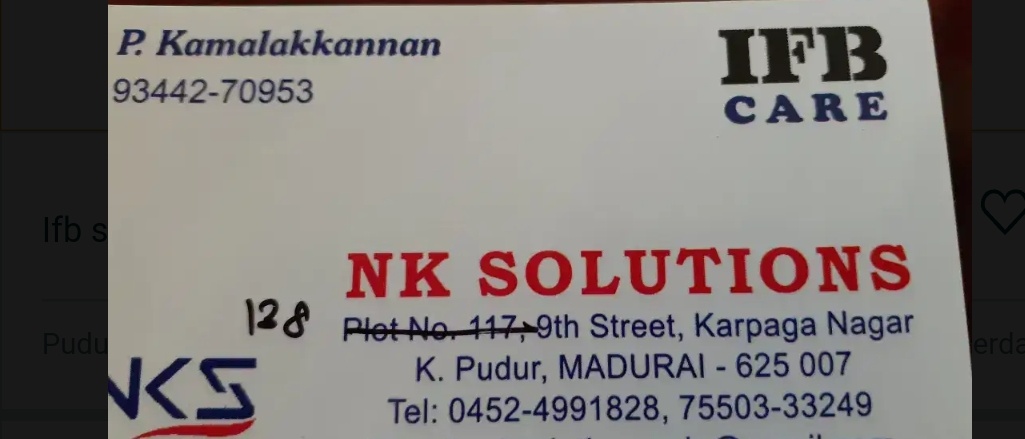 P. Kamalakkannan
93442-70953
IFB
CARE
NK SOLUTIONS
128
Plot No. 117, 9th Street, Karpaga Nagar
K. Pudur, MADURAI - 625 007
Tel: 0452-4991828, 75503-33249
NKS
Ifb s
Pudu
erda